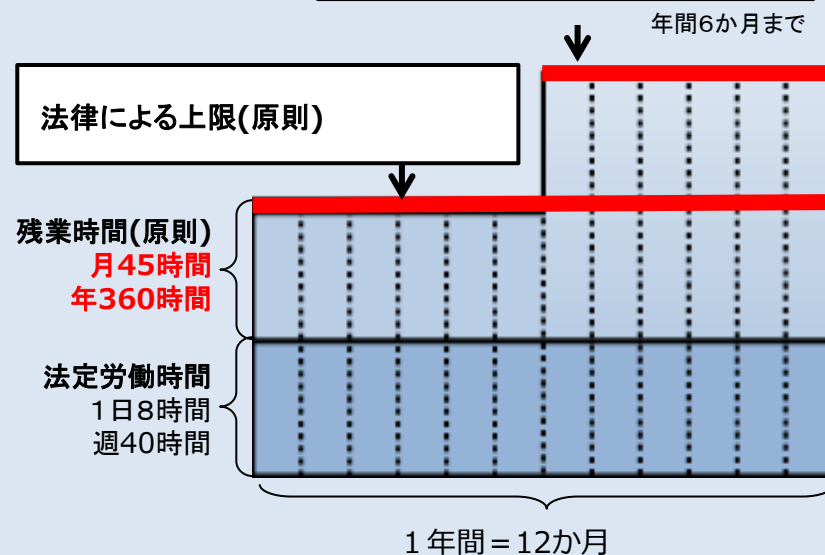 年間6か月まで
法律による上限(原則)
残業時間(原則)
月45時間
年360時間
法定労働時間
1日8時間
週40時間
1年間=12か月